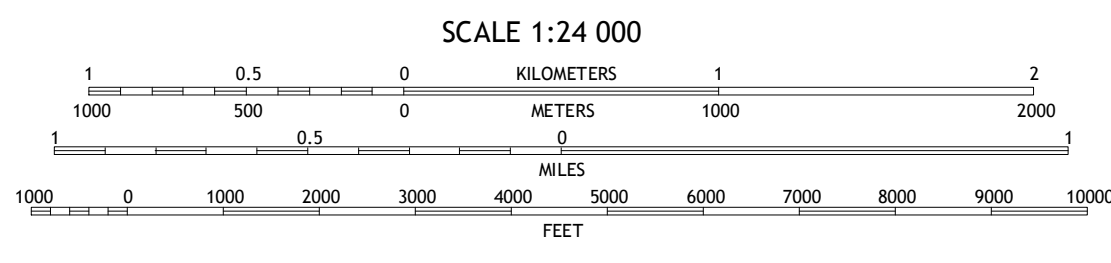 SCALE 1:24 000
1 0.5 0 KILOMETERS 1 2
1000 500 0 METERS 1000 2000
1 0.5 0 1
MILES
1000 0 1000 2000 3000 4000 5000 6000 7000 8000 9000 10000
FEET